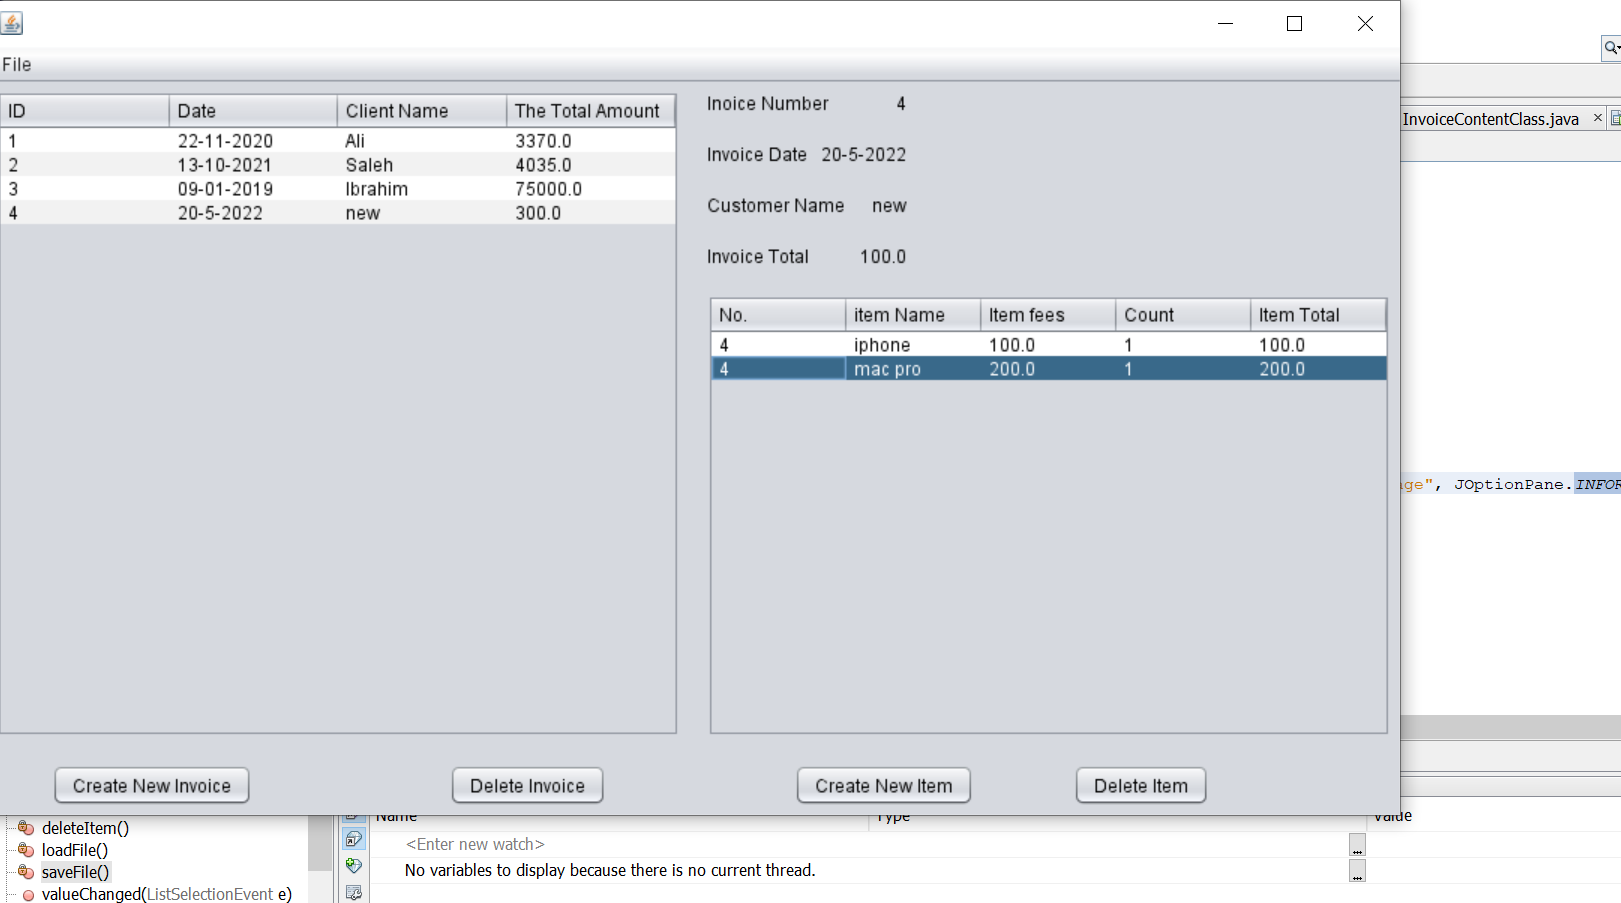 File
ID Date Client Name The Total Amount
1 22-11-2020 Ali 3370.0
2 13-10-2021 Saleh 4035.0
3 09-01-2019 Ibrahim 75000.0
4 20-5-2022 new 300.0
Inoice Number 4
Invoice Date 20-5-2022
Customer Name new
Invoice Total 100.0
No. item Name Item fees Count Item Total
4 iphone 100.0 1 100.0
4 mac pro 200.0 1 200.0
Create New Invoice Delete Invoice Create New Item Delete Item
InvoiceContentClass.java
", JOptionPane.INFOR
deleteItem()
loadFile()
saveFile()
valueChanged(ListSelectionEvent e)
Name Type Value
<Enter new watch>
No variables to display because there is no current thread.